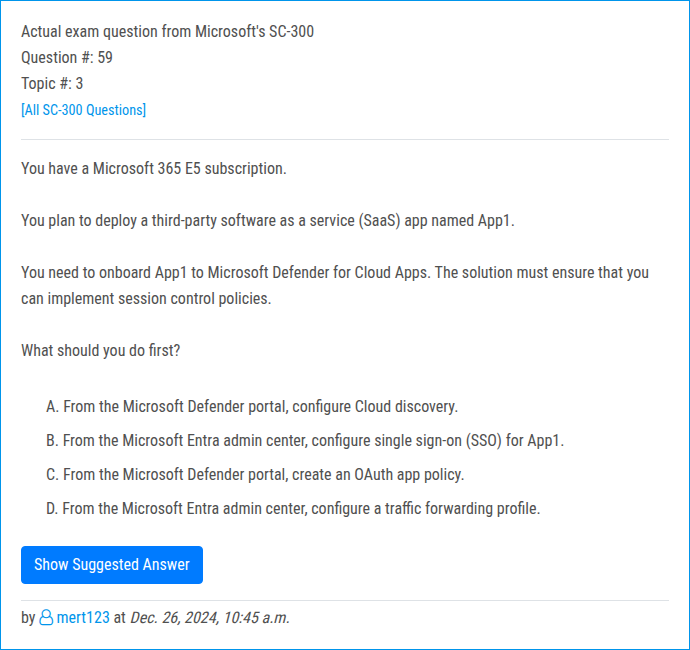 Actual exam question from Microsoft's SC-300
Question #: 59
Topic #: 3
[All SC-300 Questions]
You have a Microsoft 365 E5 subscription.
You plan to deploy a third-party software as a service (SaaS) app named App1.
You need to onboard App1 to Microsoft Defender for Cloud Apps. The solution must ensure that you
can implement session control policies.
What should you do first?
A. From the Microsoft Defender portal, configure Cloud discovery.
B. From the Microsoft Entra admin center, configure single sign-on (SSO) for App1.
C. From the Microsoft Defender portal, create an OAuth app policy.
D. From the Microsoft Entra admin center, configure a traffic forwarding profile.
Show Suggested Answer
by mert123 at Dec. 26, 2024, 10:45 a.m.